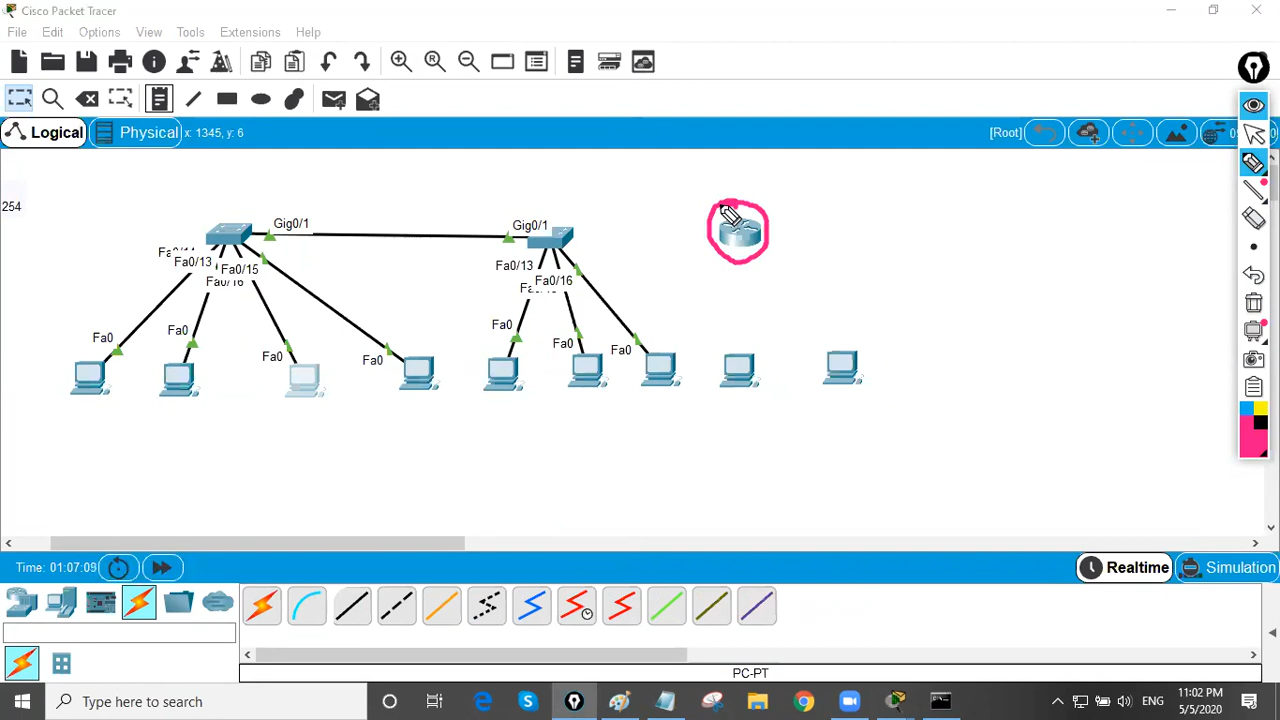 Cisco Packet Tracer
File Edit Options View Tools Extensions Help
Logical Physical x: 1345, y: 6 [Root]
254
Gig0/1 Gig0/1
Fa0/13 Fa0/15 Fa0/13
Fa0/16 Fa0/16
Fa0 Fa0 Fa0 Fa0 Fa0 Fa0 Fa0
Time: 01:07:09 Realtime Simulation
PC-PT
Type here to search
ENG
11:02 PM
5/5/2020